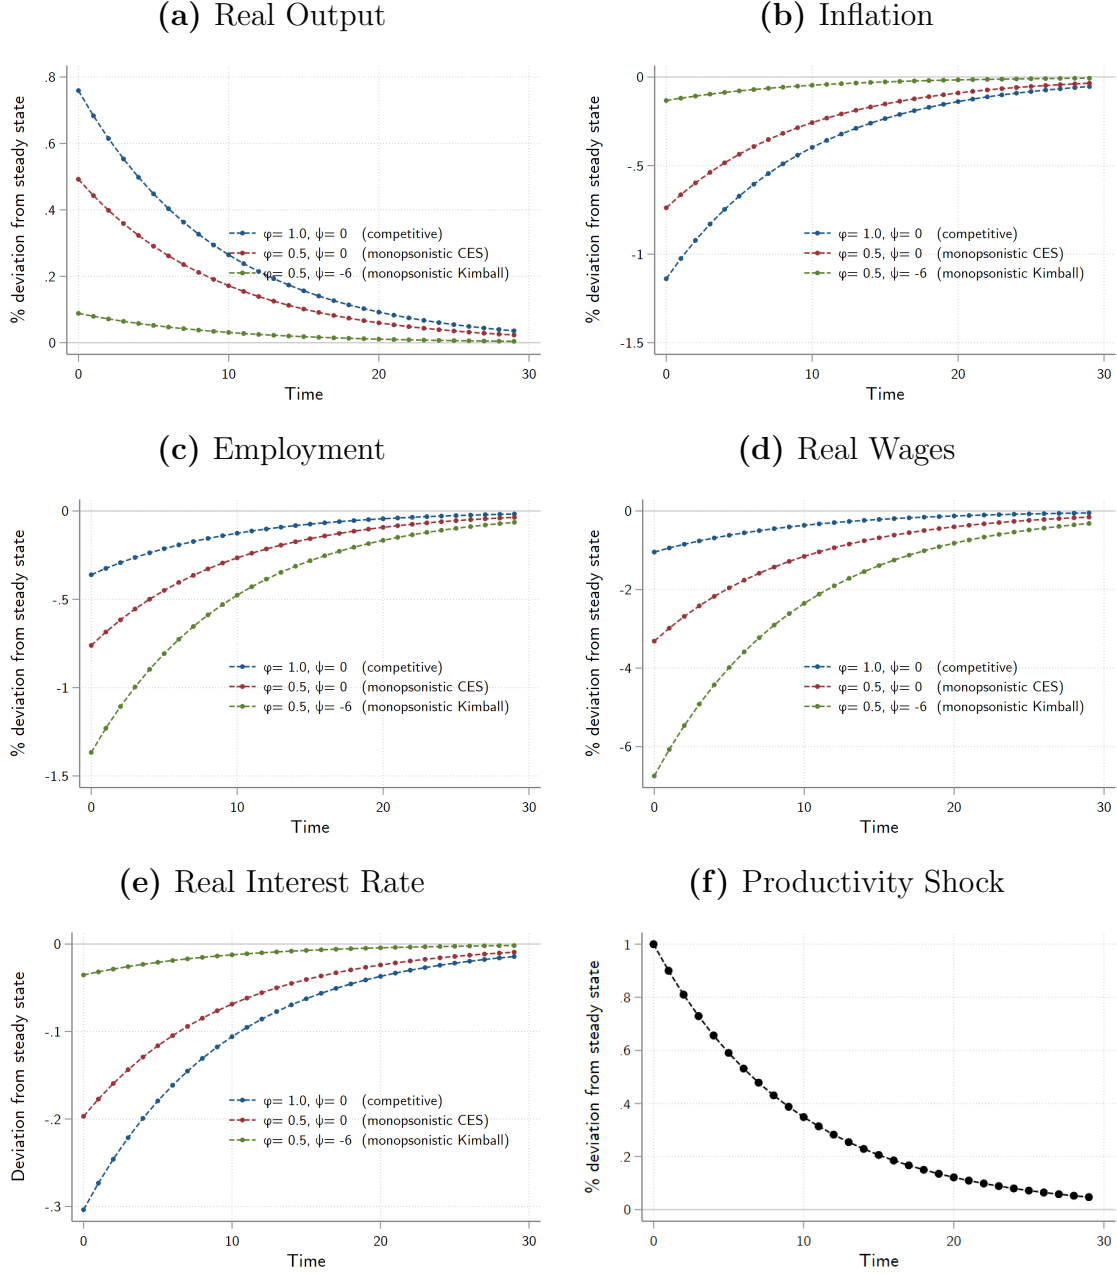 (a) Real Output
% deviation from steady state
.8
.6
.4
.2
0
φ= 1.0, ψ= 0 (competitive)
φ= 0.5, ψ= 0 (monopsonistic CES)
φ= 0.5, ψ= -6 (monopsonistic Kimball)
0 10 20 30
Time
(b) Inflation
% deviation from steady state
0
-.5
-1
-1.5
φ= 1.0, ψ= 0 (competitive)
φ= 0.5, ψ= 0 (monopsonistic CES)
φ= 0.5, ψ= -6 (monopsonistic Kimball)
0 10 20 30
Time
(c) Employment
% deviation from steady state
0
-.5
-1
-1.5
φ= 1.0, ψ= 0 (competitive)
φ= 0.5, ψ= 0 (monopsonistic CES)
φ= 0.5, ψ= -6 (monopsonistic Kimball)
0 10 20 30
Time
(d) Real Wages
% deviation from steady state
0
-2
-4
-6
φ= 1.0, ψ= 0 (competitive)
φ= 0.5, ψ= 0 (monopsonistic CES)
φ= 0.5, ψ= -6 (monopsonistic Kimball)
0 10 20 30
Time
(e) Real Interest Rate
Deviation from steady state
0
-.1
-.2
-.3
φ= 1.0, ψ= 0 (competitive)
φ= 0.5, ψ= 0 (monopsonistic CES)
φ= 0.5, ψ= -6 (monopsonistic Kimball)
0 10 20 30
Time
(f) Productivity Shock
% deviation from steady state
1
.8
.6
.4
.2
0
0 10 20 30
Time